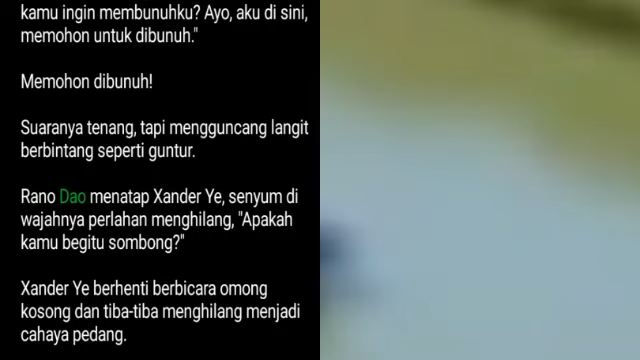 kamu ingin membunuhku? Ayo, aku di sini,
memohon untuk dibunuh."
Memohon dibunuh!
Suaranya tenang, tapi mengguncang langit
berbintang seperti guntur.
Rano Dao menatap Xander Ye, senyum di
wajahnya perlahan menghilang, "Apakah
kamu begitu sombong?"
Xander Ye berhenti berbicara omong
kosong dan tiba-tiba menghilang menjadi
cahaya pedang.